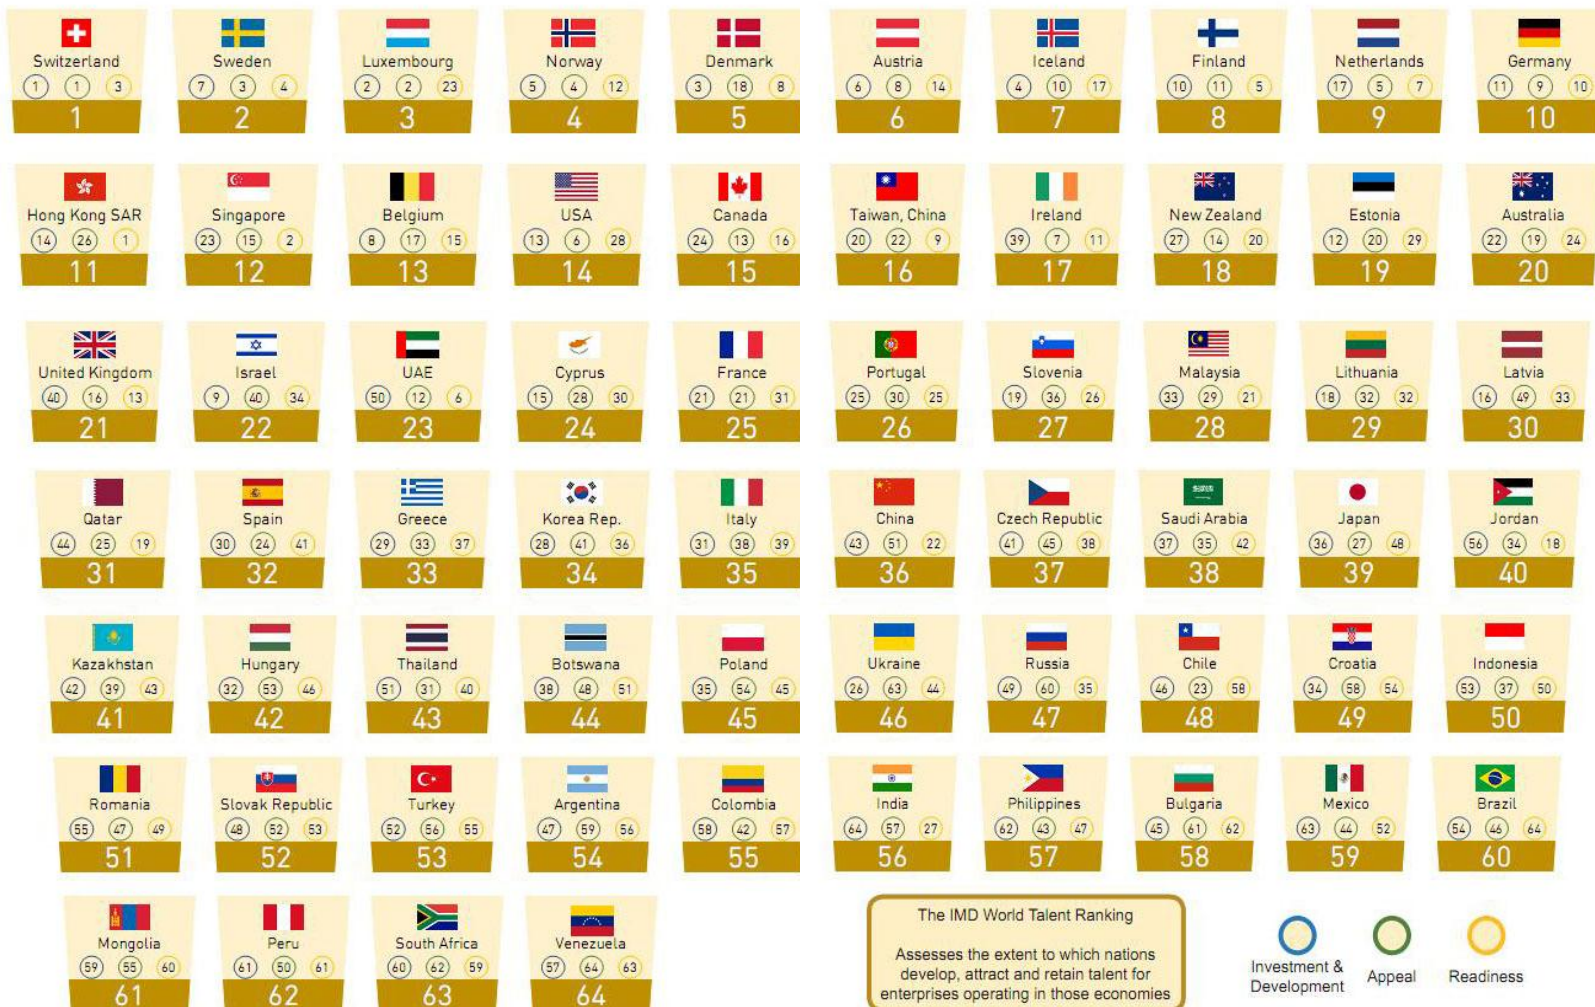 Switzerland Sweden Luxembourg Norway Denmark Austria Iceland Finland Netherlands Germany
1 1 3 7 3 4 2 2 23 5 4 12 3 18 8 6 8 14 4 10 17 10 11 5 17 5 7 11 9 10
1 2 3 4 5 6 7 8 9 10
Hong Kong SAR Singapore Belgium USA Canada Taiwan, China Ireland New Zealand Estonia Australia
14 26 1 23 15 2 8 17 15 13 6 28 24 13 16 20 22 9 39 7 11 27 14 20 12 20 29 22 19 24
11 12 13 14 15 16 17 18 19 20
United Kingdom Israel UAE Cyprus France Portugal Slovenia Malaysia Lithuania Latvia
40 16 13 9 40 34 50 12 6 15 28 30 21 21 31 25 30 25 19 36 26 33 29 21 18 32 32 16 49 33
21 22 23 24 25 26 27 28 29 30
Qatar Spain Greece Korea Rep. Italy China Czech Republic Saudi Arabia Japan Jordan
44 25 19 30 24 41 29 33 37 28 41 36 31 38 39 43 51 22 41 45 38 37 35 42 36 27 48 56 34 18
31 32 33 34 35 36 37 38 39 40
Kazakhstan Hungary Thailand Botswana Poland Ukraine Russia Chile Croatia Indonesia
42 39 43 32 53 46 51 31 40 38 48 51 35 54 45 26 63 44 49 60 35 46 23 58 34 58 54 53 37 50
41 42 43 44 45 46 47 48 49 50
Romania Slovak Republic Turkey Argentina Colombia India Philippines Bulgaria Mexico Brazil
55 47 49 48 52 53 52 56 55 47 59 56 58 42 57 64 57 27 62 43 47 45 61 62 63 44 52 54 46 64
51 52 53 54 55 56 57 58 59 60
Mongolia Peru South Africa Venezuela
59 55 60 61 50 61 60 62 59 57 64 63
61 62 63 64
The IMD World Talent Ranking
Assesses the extent to which nations
develop, attract and retain talent for
enterprises operating in those economies
Investment &
Development
Appeal
Readiness